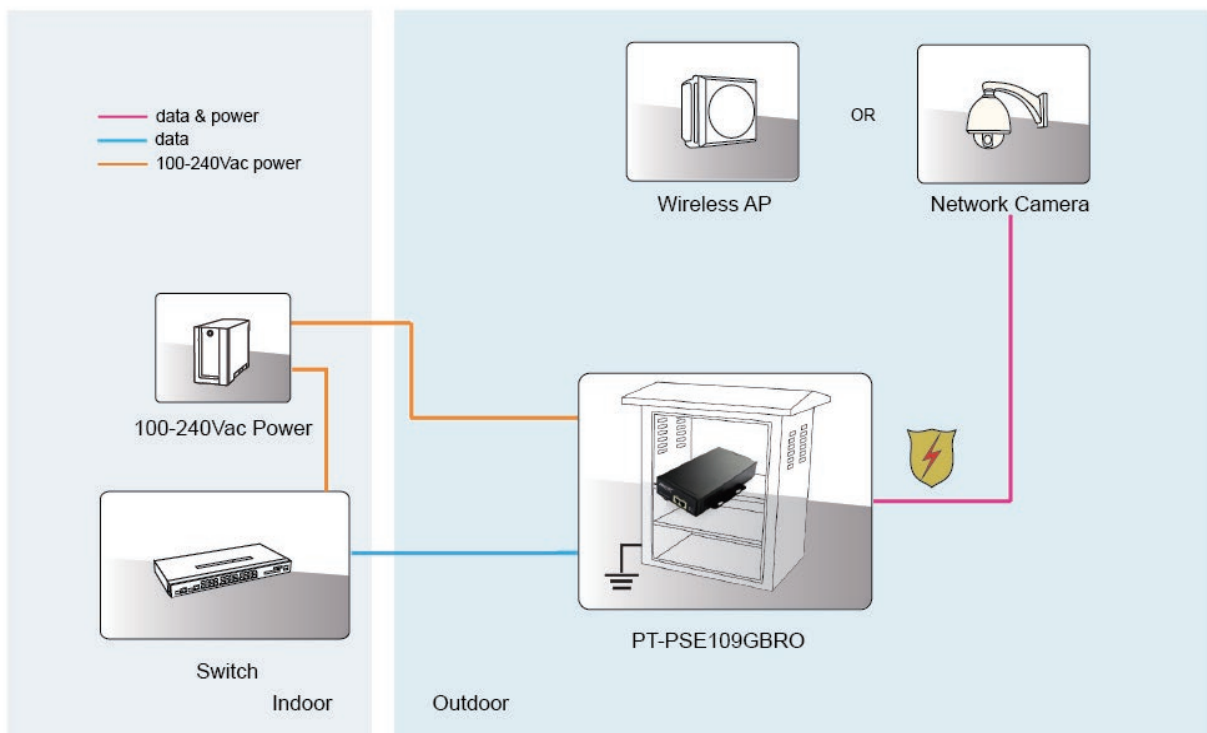 data & power
data
100-240Vac power
Wireless AP
OR
Network Camera
100-240Vac Power
PT-PSE109GBRO
Switch
Indoor
Outdoor